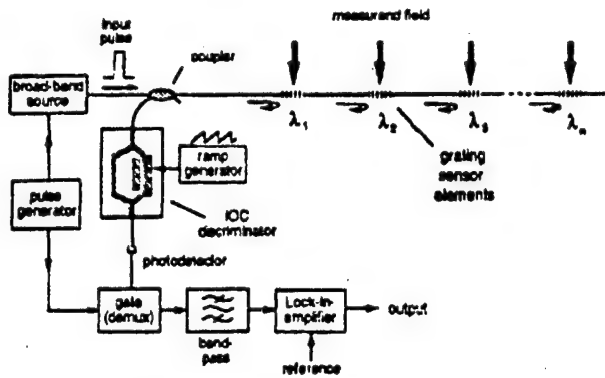 input
pulse
measurand field
coupler
broad-band
source
λ1
λ2
λ3
λn
ramp
generator
grating
sensor
elements
pulse
generator
IOC
discriminator
photodetector
gate
(demux)
Lock-in-
amplifier
output
band-
pass
reference